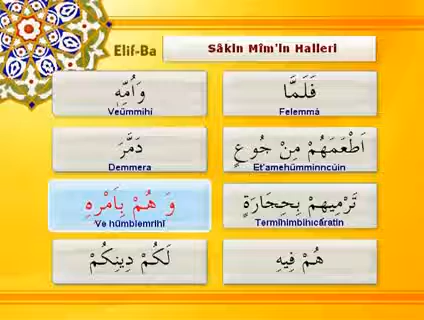 Elif-Ba
Sâkin Mîm'in Halleri
فَلَمَّا
Felemmâ
وَاُمِّهٖ
Veümmihî
اَطْعَمَهُمْ مِنْ جُوعٍ
Et'amehümminncûin
دَمَّرَ
Demmera
تَرْمِيهِمْ بِحِجَارَةٍ
Termîhimbihicâratin
وَ هُمْ بِاَمْرِهِ
Ve hümbiemrihî
هُمْ فِيهِ
لَكُمْ دِينِكُمْ